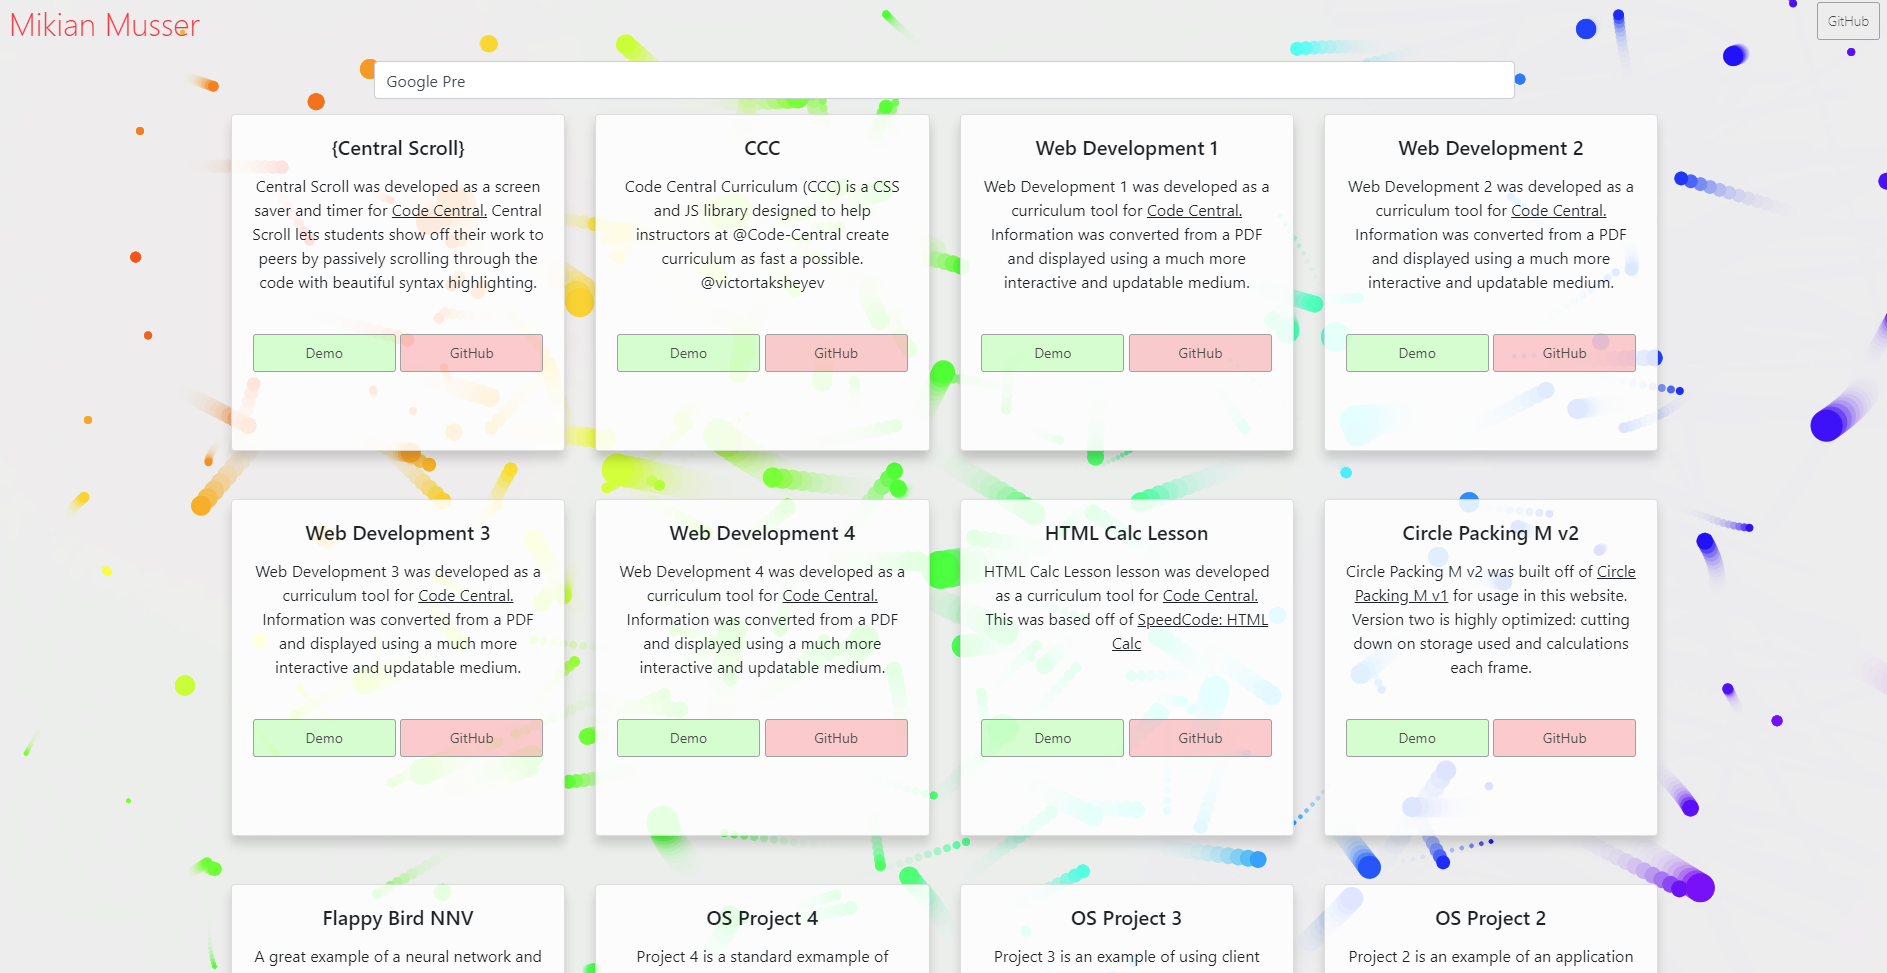 Mikian Musser
GitHub
Google Pre
{Central Scroll}
Central Scroll was developed as a screen
saver and timer for Code Central. Central
Scroll lets students show off their work to
peers by passively scrolling through the
code with beautiful syntax highlighting.
Demo
GitHub
CCC
Code Central Curriculum (CCC) is a CSS
and JS library designed to help
instructors at @Code-Central create
curriculum as fast a possible.
@victortaksheyev
Demo
GitHub
Web Development 1
Web Development 1 was developed as a
curriculum tool for Code Central.
Information was converted from a PDF
and displayed using a much more
interactive and updatable medium.
Demo
GitHub
Web Development 2
Web Development 2 was developed as a
curriculum tool for Code Central.
Information was converted from a PDF
and displayed using a much more
interactive and updatable medium.
Demo
GitHub
Web Development 3
Web Development 3 was developed as a
curriculum tool for Code Central.
Information was converted from a PDF
and displayed using a much more
interactive and updatable medium.
Demo
GitHub
Web Development 4
Web Development 4 was developed as a
curriculum tool for Code Central.
Information was converted from a PDF
and displayed using a much more
interactive and updatable medium.
Demo
GitHub
HTML Calc Lesson
HTML Calc Lesson lesson was developed
as a curriculum tool for Code Central.
This was based off of SpeedCode: HTML
Calc
Demo
GitHub
Circle Packing M v2
Circle Packing M v2 was built off of Circle
Packing M v1 for usage in this website.
Version two is highly optimized: cutting
down on storage used and calculations
each frame.
Demo
GitHub
Flappy Bird NNV
A great example of a neural network and
OS Project 4
Project 4 is a standard exmample of
OS Project 3
Project 3 is an example of using client
OS Project 2
Project 2 is an example of an application